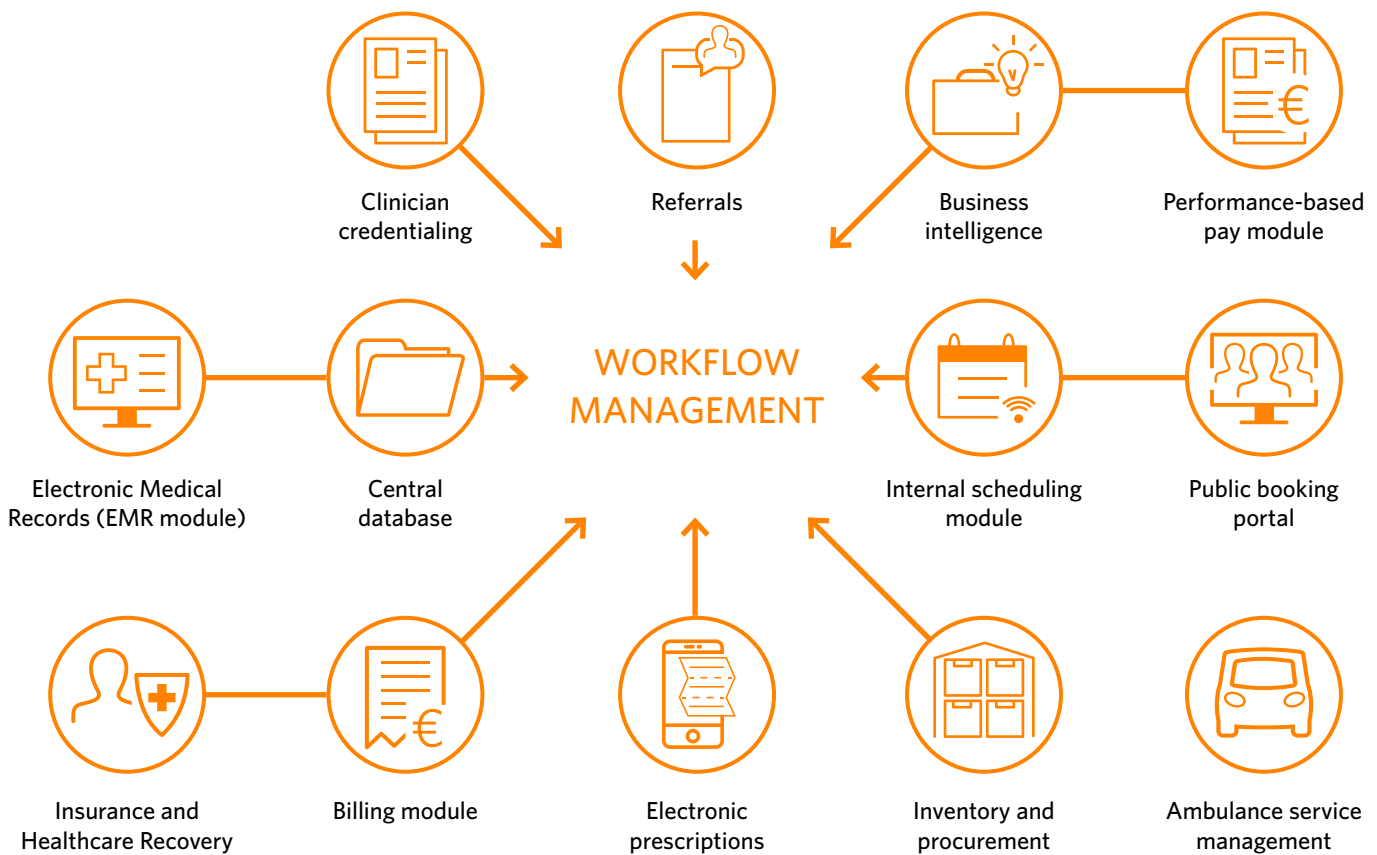 Clinician
credentialing
Referrals
Business
intelligence
Performance-based
pay module
€
WORKFLOW
MANAGEMENT
Electronic Medical
Records (EMR module)
Central
database
Internal scheduling
module
Public booking
portal
€
Insurance and
Healthcare Recovery
Billing module
Electronic
prescriptions
Inventory and
procurement
Ambulance service
management